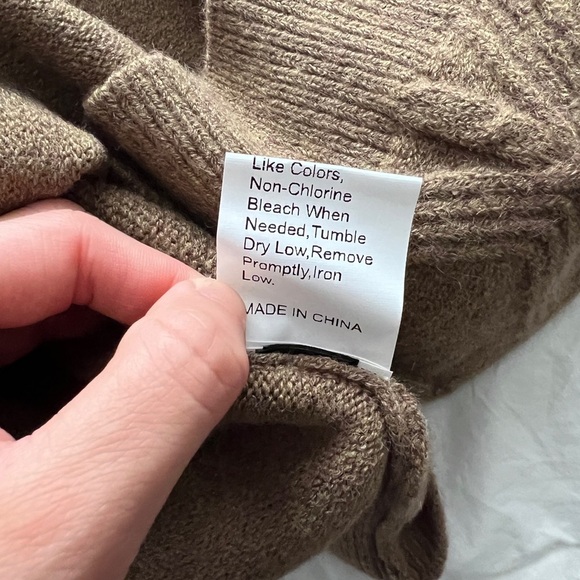 Like Colors,
Non-Chlorine
Bleach When
Needed,Tumble
Dry Low,Remove
Promptly,Iron
Low.
MADE IN CHINA